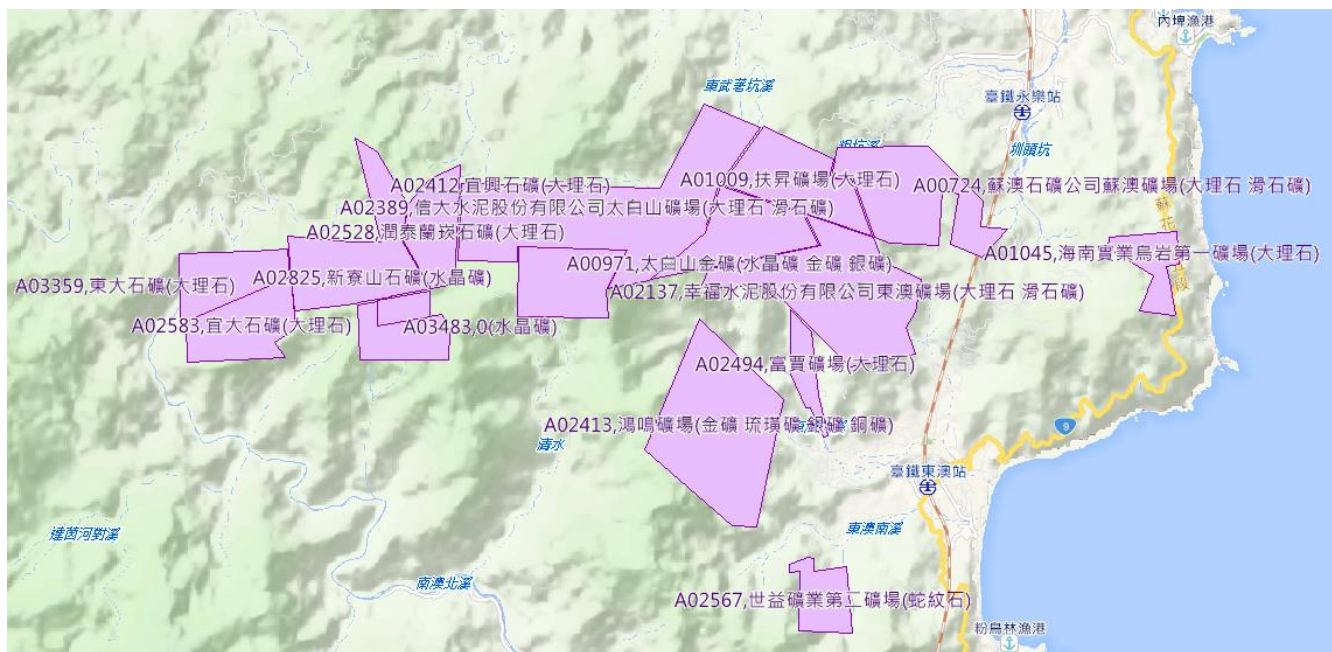 內埤漁港
東武荖坑溪
臺鐵永樂站
粗坑溪
圳頭坑
A02412,宜興石礦(大理石)
A01009,扶昇礦場(大理石)
A00724,蘇澳石礦公司蘇澳礦場(大理石 滑石礦)
A02389,信大水泥股份有限公司太白山礦場(大理石 滑石礦)
蘇花
五段
A02528,潤泰蘭崁石礦(大理石)
A01045,海南實業烏岩第一礦場(大理石)
A00971,太白山金礦(水晶礦 金礦 銀礦)
A02825,新寮山石礦(水晶礦)
A03359,東大石礦(大理石)
A02137,幸福水泥股份有限公司東澳礦場(大理石 滑石礦)
A02583,宜大石礦(大理石)
A03483,0(水晶礦)
A02494,富賈礦場(大理石)
A02413,鴻鳴礦場(金礦 琉璜礦 銀礦 銅礦)
9
清水
臺鐵東澳站
東澳南溪
達茵河對溪
南澳北溪
A02567,世益礦業第二礦場(蛇紋石)
粉鳥林漁港